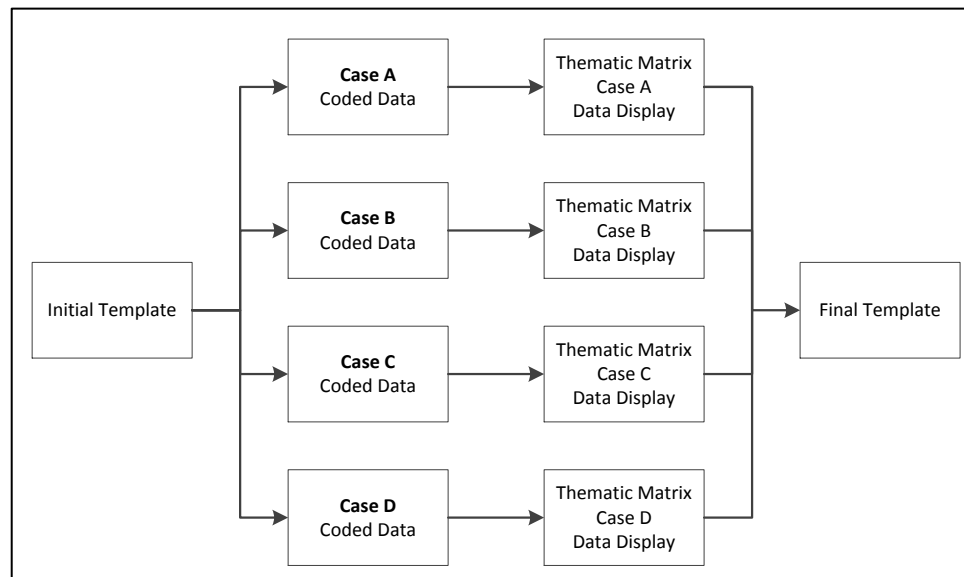 Initial Template
Case A
Coded Data
Thematic Matrix
Case A
Data Display
Case B
Coded Data
Thematic Matrix
Case B
Data Display
Case C
Coded Data
Thematic Matrix
Case C
Data Display
Case D
Coded Data
Thematic Matrix
Case D
Data Display
Final Template